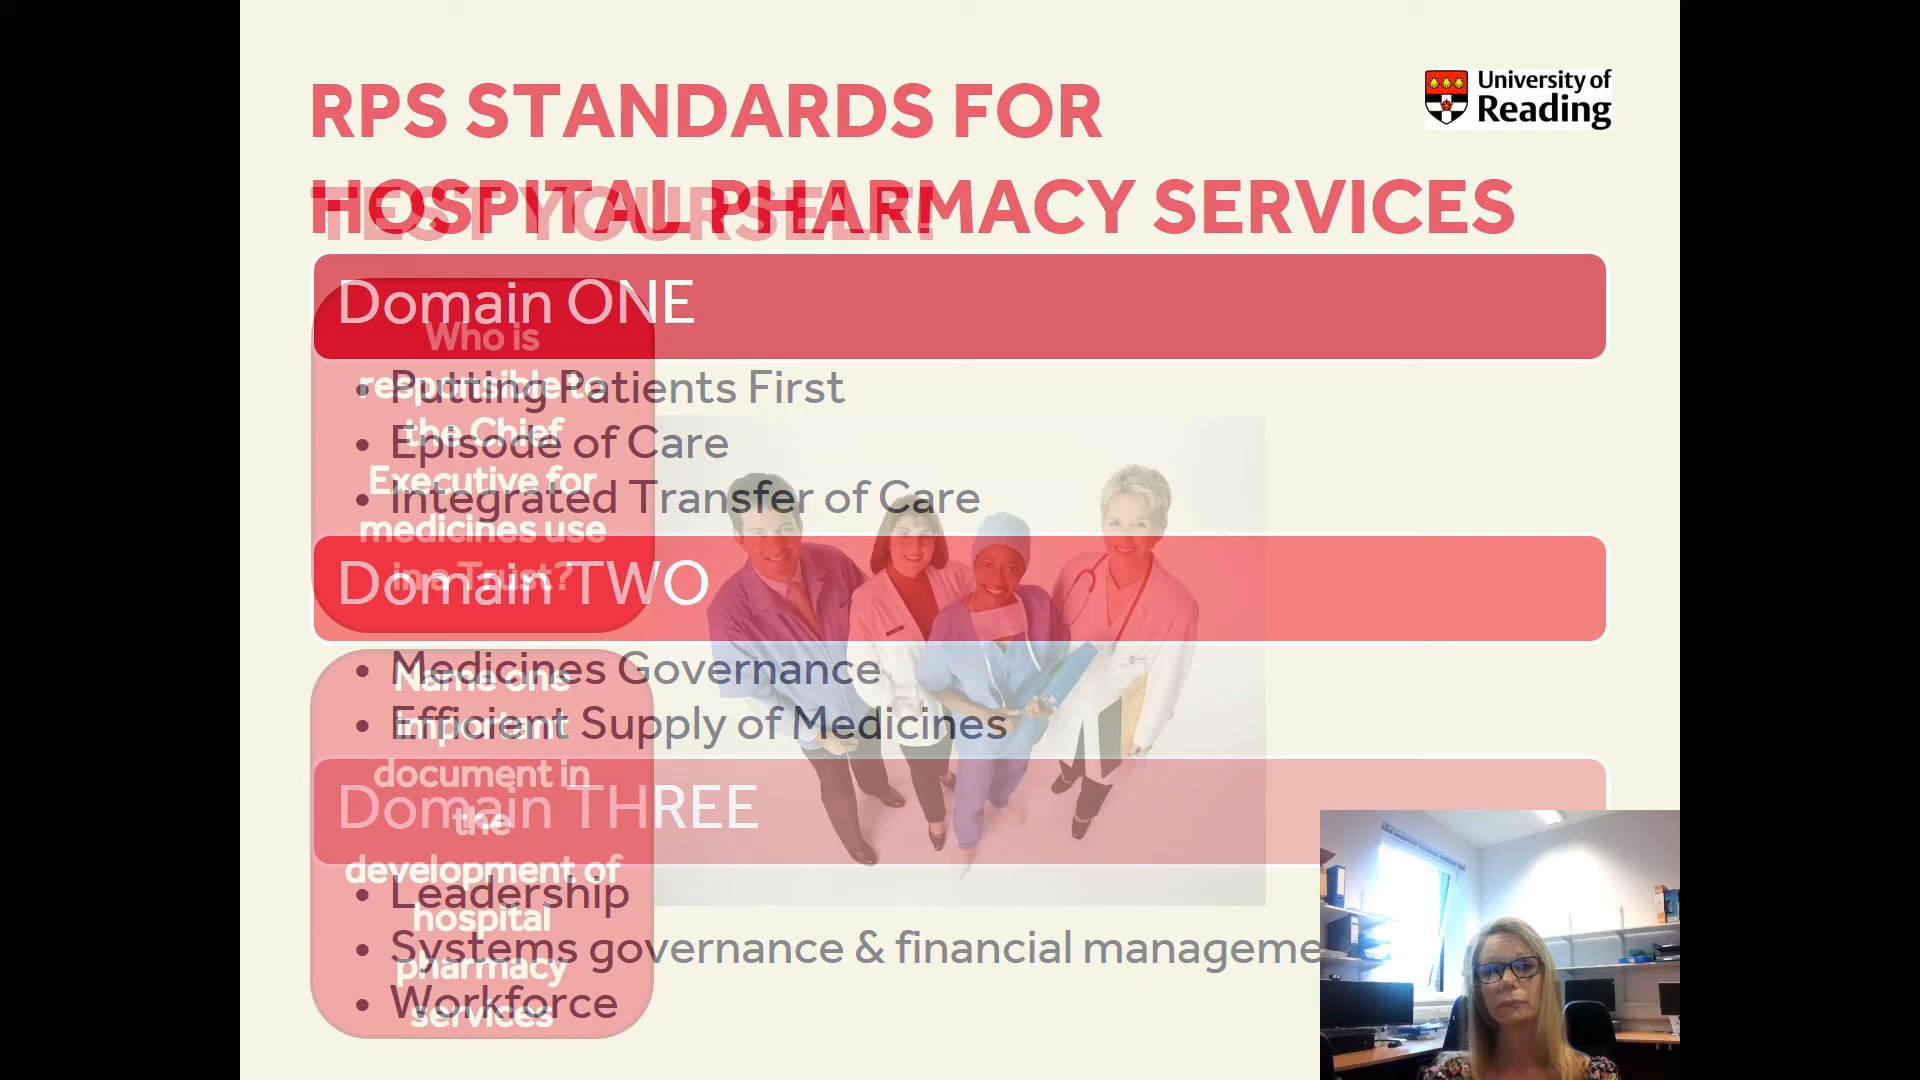 RPS STANDARDS FOR
HOSPITAL PHARMACY SERVICES
University of
Reading
TEST YOURSELF!
Domain ONE
• Putting Patients First
• Episode of Care
• Integrated Transfer of Care
Domain TWO
• Medicines Governance
• Efficient Supply of Medicines
Domain THREE
• Leadership
• Systems governance & financial manageme
• Workforce
Who is
responsible to
the Chief
Executive for
medicines use
in a Trust?
Name one
important
document in
the
development of
hospital
pharmacy
services